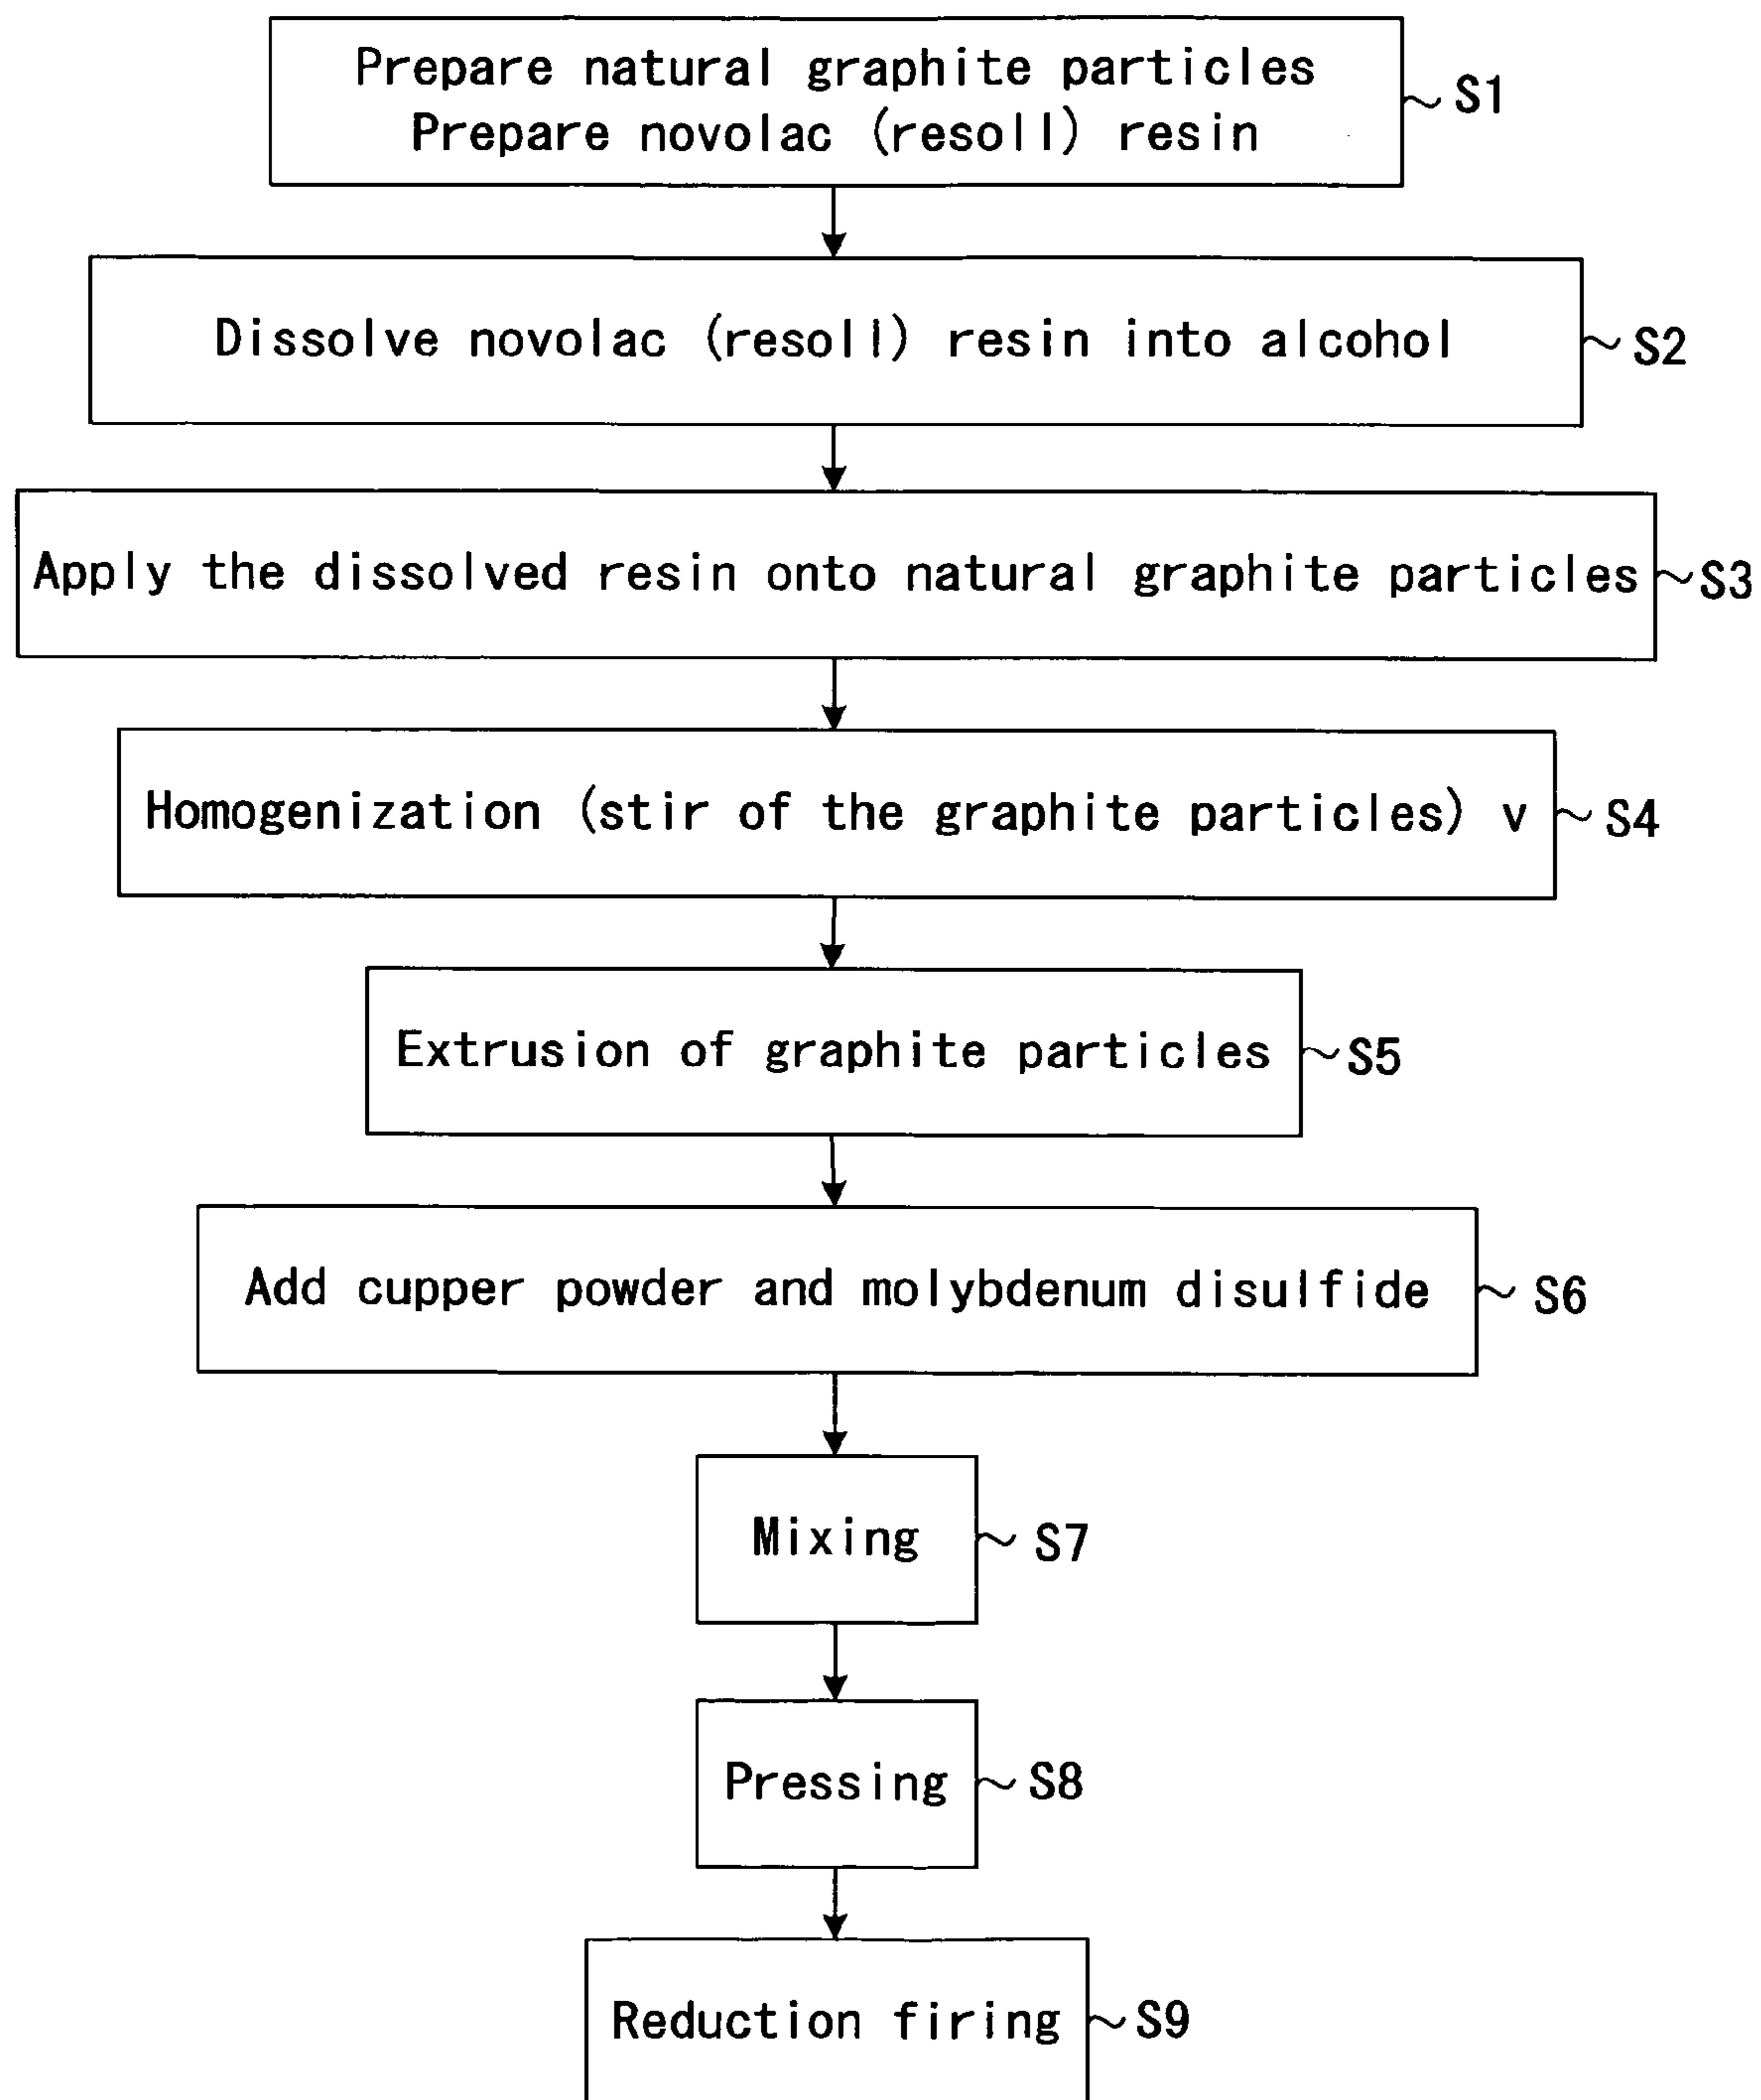 Prepare natural graphite particles
Prepare novolac (resoll) resin
S1
Dissolve novolac (resoll) resin into alcohol
S2
Apply the dissolved resin onto natural graphite particles
S3
Homogenization (stir of the graphite particles) v
S4
Extrusion of graphite particles
S5
Add cupper powder and molybdenum disulfide
S6
Mixing
S7
Pressing
S8
Reduction firing
S9